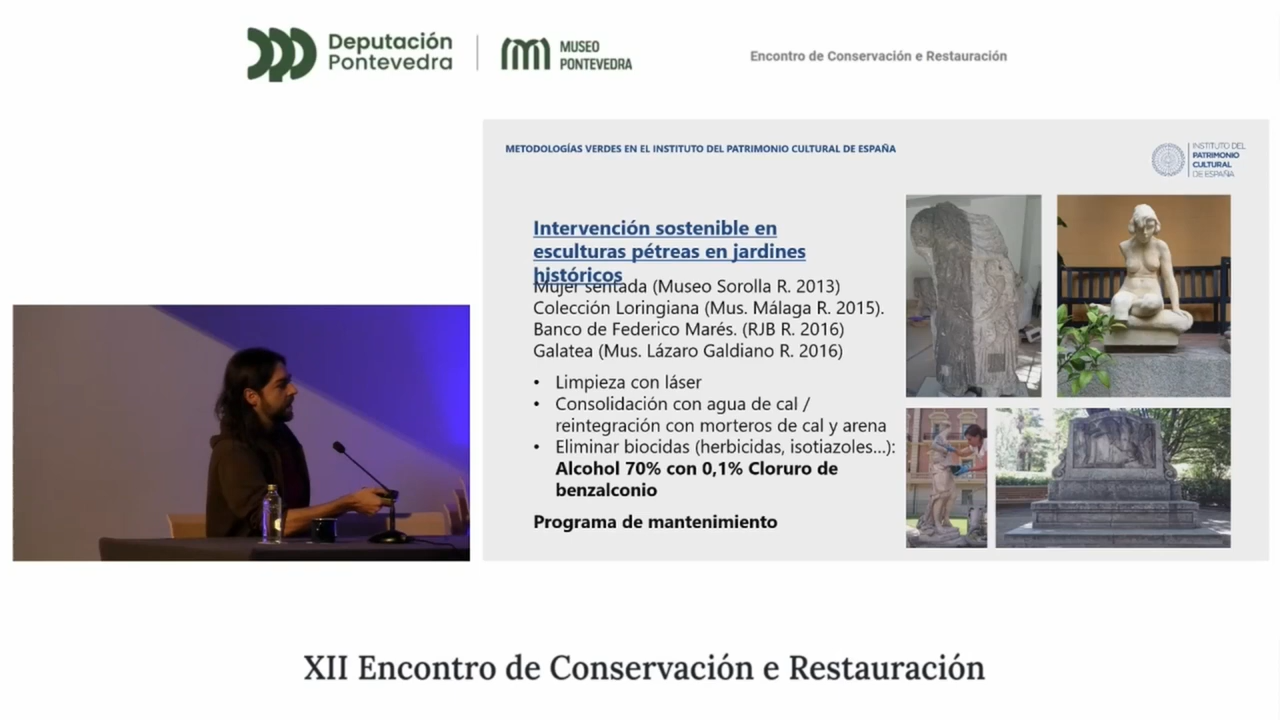 Deputación
Pontevedra
MUSEO
PONTEVEDRA
Encontro de Conservación e Restauración
METODOLOGÍAS VERDES EN EL INSTITUTO DEL PATRIMONIO CULTURAL DE ESPAÑA
INSTITUTO DEL
PATRIMONIO
CULTURAL
DE ESPAÑA
Intervención sostenible en
esculturas pétreas en jardines
históricos
Mujer sentada (Museo Sorolla R. 2013)
Colección Loringiana (Mus. Málaga R. 2015).
Banco de Federico Marés. (RJB R. 2016)
Galatea (Mus. Lázaro Galdiano R. 2016)
• Limpieza con láser
• Consolidación con agua de cal /
reintegración con morteros de cal y arena
• Eliminar biocidas (herbicidas, isotiazoles...):
Alcohol 70% con 0,1% Cloruro de
benzalconio
Programa de mantenimiento
XII Encontro de Conservación e Restauración